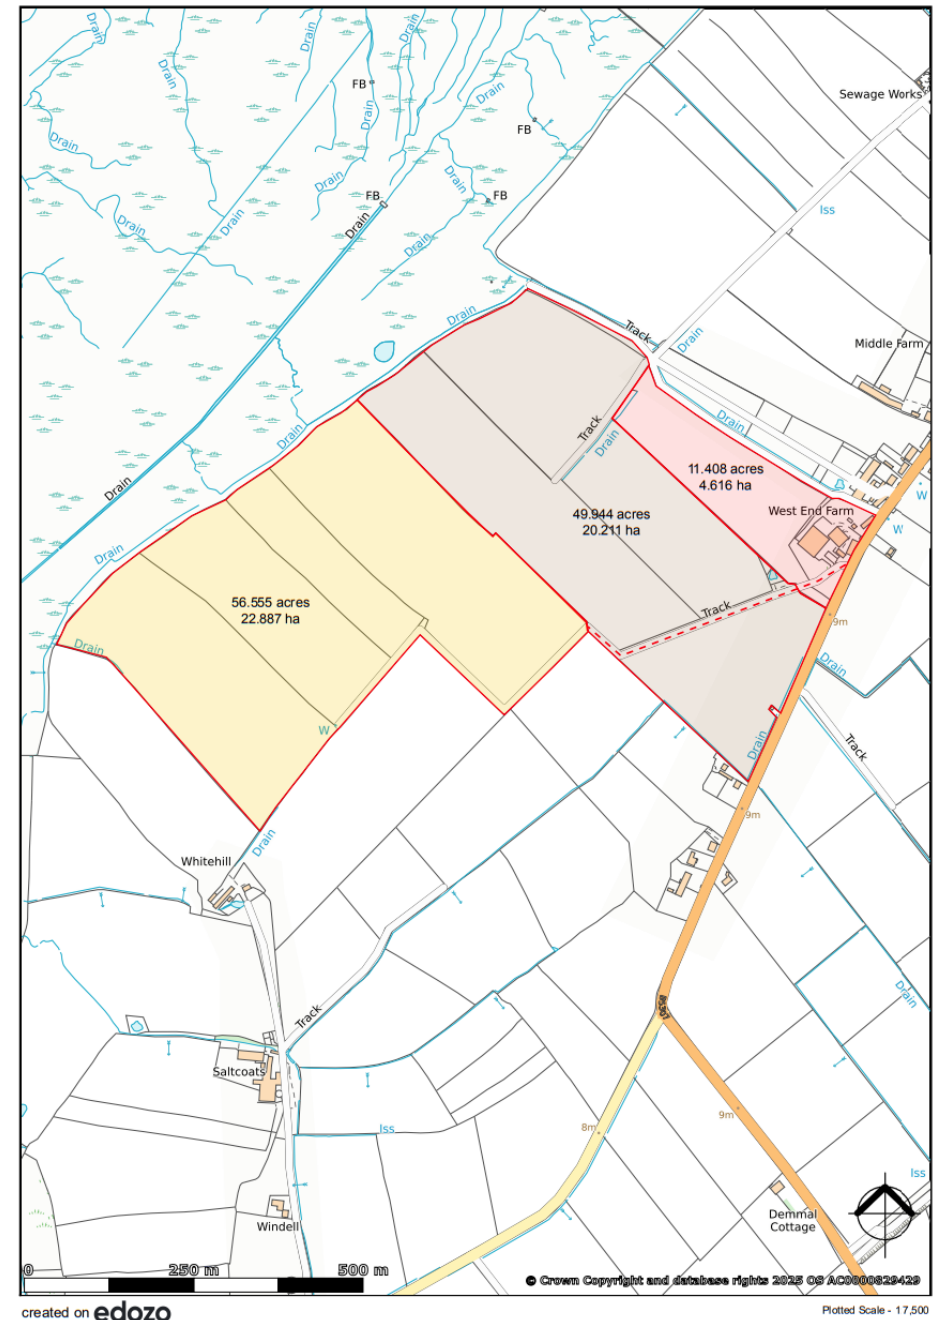 Drain
Drain
Drain
Drain
Sewage Works
FB
Drain
Drain
FB
Drain
Drain
Drain
FB
FB
Iss
Drain
Drain
Drain
Drain
Drain
Track
Drain
Middle Farm
Drain
Track
Drain
Drain
11.408 acres
4.616 ha
Drain
W
West End Farm
49.944 acres
20.211 ha
W
Drain
56.555 acres
22.887 ha
Track
9m
Drain
Drain
W
Drain
Track
9m
Drain
Whitehill
Drain
B5307
Track
Saltcoats
9m
Iss
8m
Iss
Demmal
Cottage
Windell
0 250 m 500 m
© Crown Copyright and database rights 2025 OS AC0000829429
created on edozo
Plotted Scale - 1 7,500